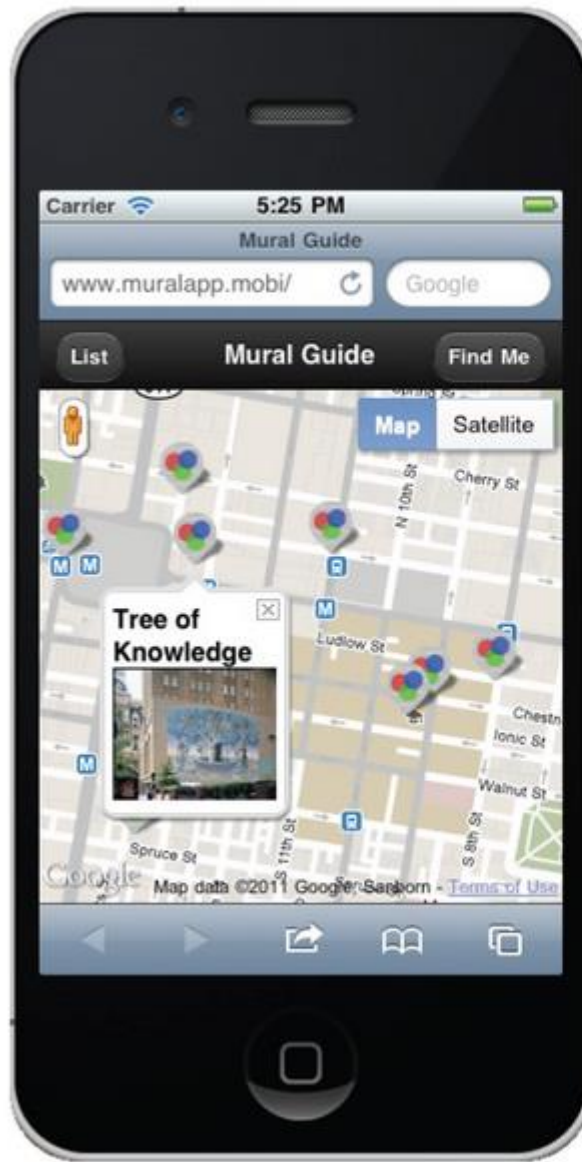 Carrier 5:25 PM
Mural Guide
www.muralapp.mobi/ Google
List Mural Guide Find Me
Map Satellite
Spring St
Cherry St
N 10th St
M M
M
Tree of
Knowledge
Ludlow St
Chestn
Ionic St
M
Walnut St
S 11th St
S 8th St
Spruce St
Google
Map data ©2011 Google, Sanborn - Terms of Use